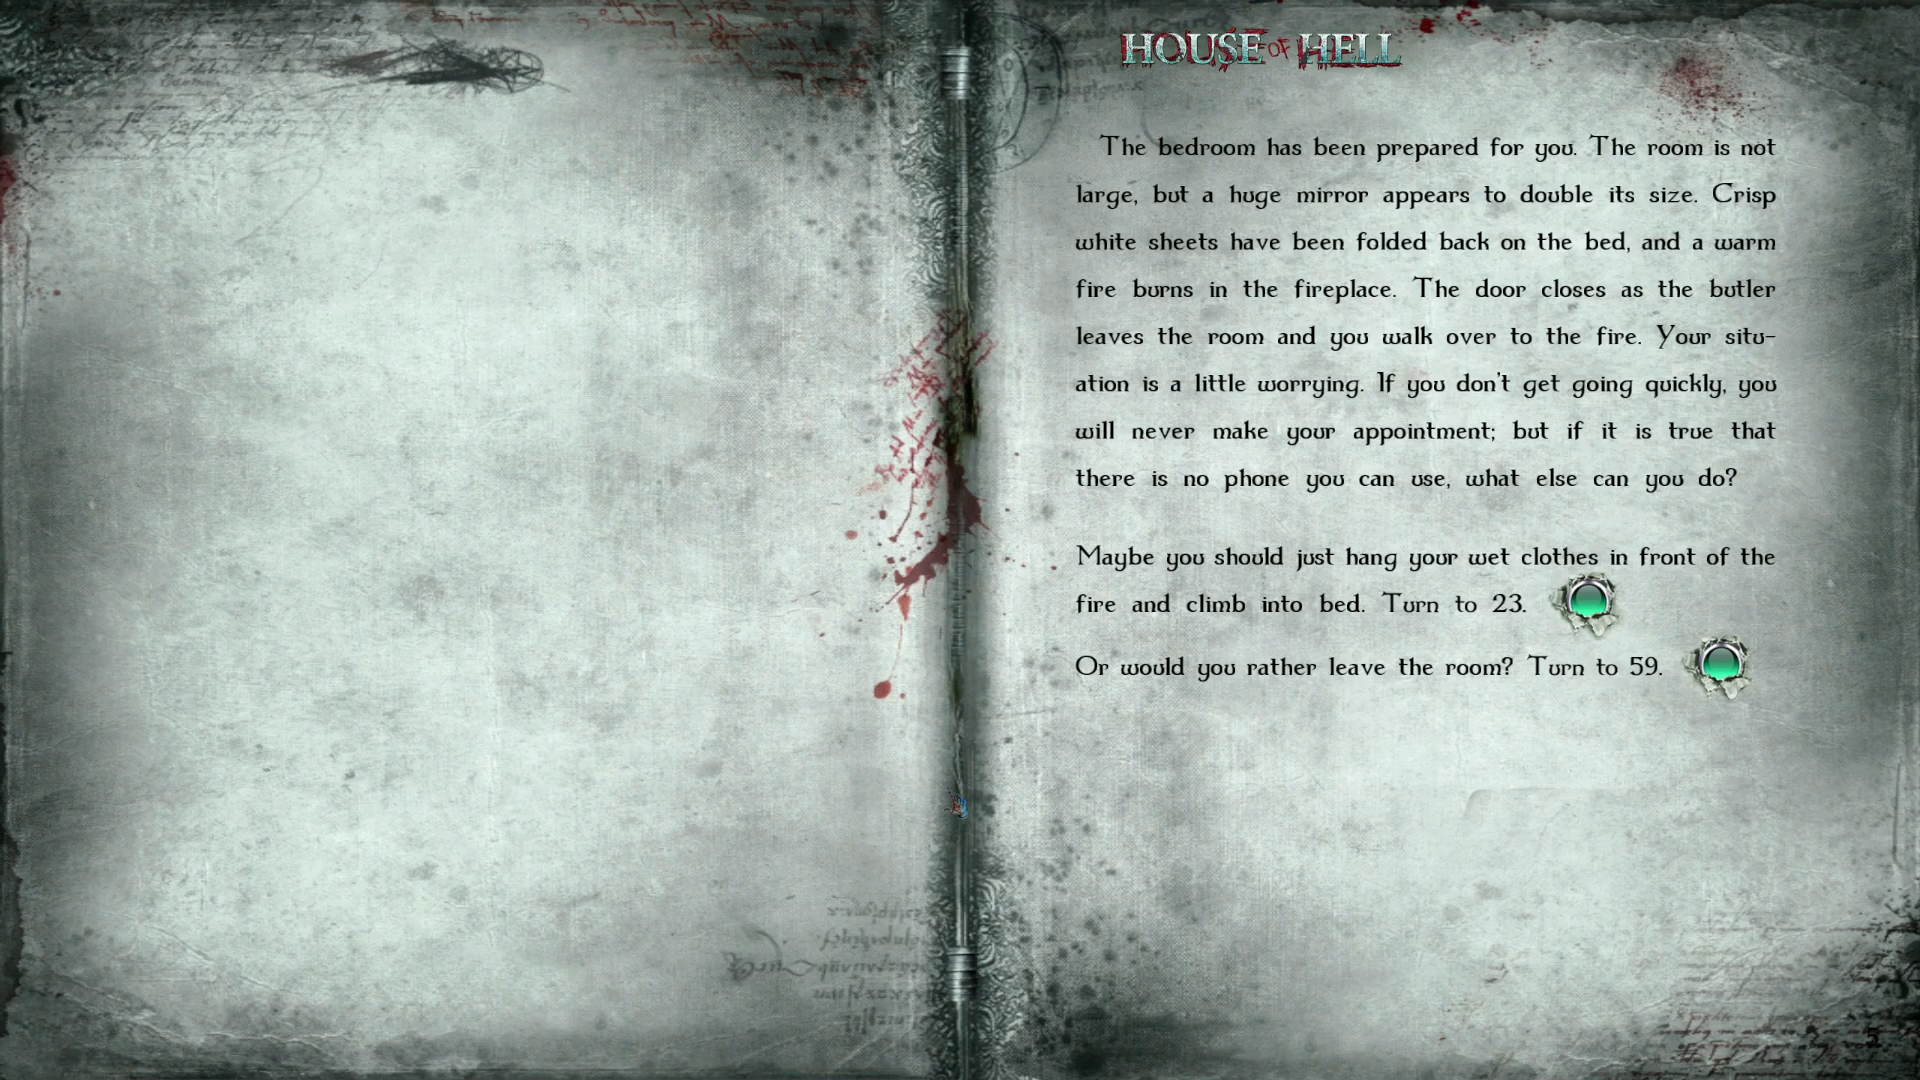 HOUSE OF HELL
The bedroom has been prepared for you. The room is not
large, but a huge mirror appears to double its size. Crisp
white sheets have been folded back on the bed, and a warm
fire burns in the fireplace. The door closes as the butler
leaves the room and you walk over to the fire. Your situ-
ation is a little worrying. If you don't get going quickly, you
will never make your appointment; but if it is true that
there is no phone you can use, what else can you do?
Maybe you should just hang your wet clothes in front of the
fire and climb into bed. Turn to 23.
Or would you rather leave the room? Turn to 59.
5